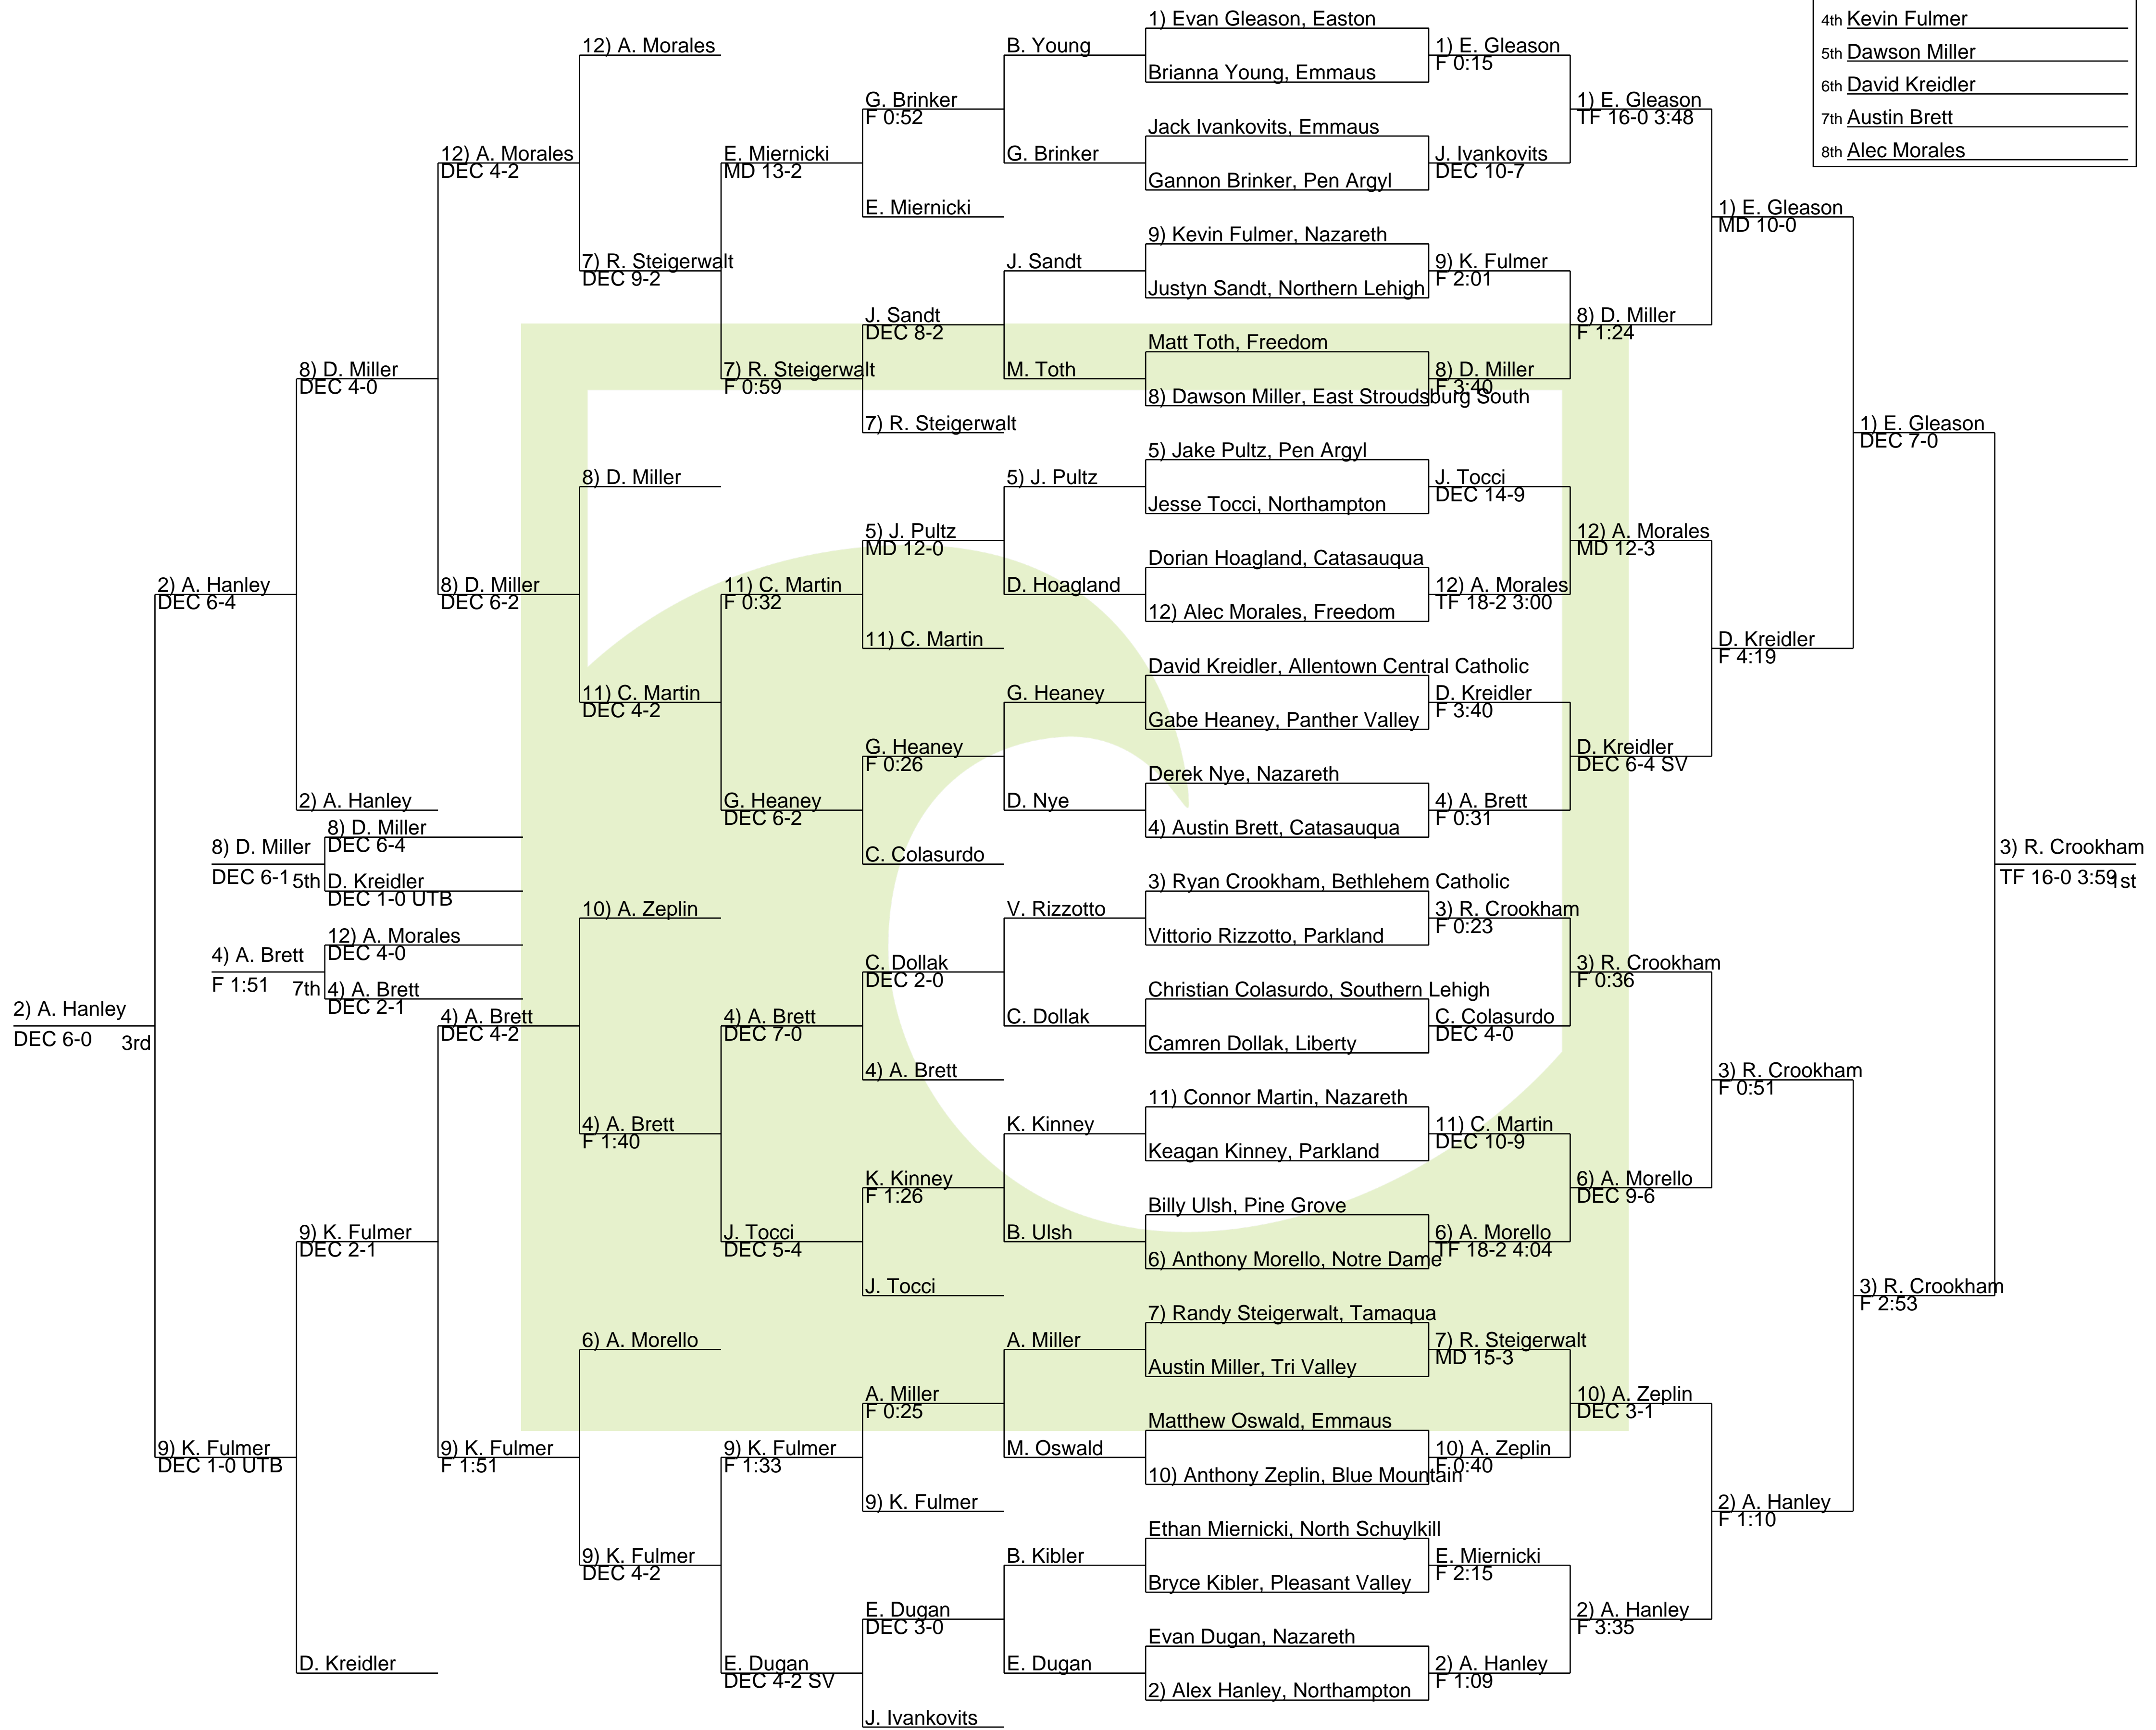 4th Kevin Fulmer
5th Dawson Miller
6th David Kreidler
7th Austin Brett
8th Alec Morales
12) A. Morales
12) A. Morales
DEC 4-2
7) R. Steigerwalt
DEC 9-2
8) D. Miller
DEC 4-0
8) D. Miller
8) D. Miller
DEC 6-2
11) C. Martin
DEC 4-2
2) A. Hanley
DEC 6-4
2) A. Hanley
8) D. Miller
DEC 6-4
8) D. Miller
DEC 6-1 5th
D. Kreidler
DEC 1-0 UTB
12) A. Morales
DEC 4-0
4) A. Brett
F 1:51 7th
4) A. Brett
DEC 2-1
2) A. Hanley
DEC 6-0 3rd
10) A. Zeplin
4) A. Brett
DEC 4-2
4) A. Brett
F 1:40
9) K. Fulmer
DEC 2-1
6) A. Morello
9) K. Fulmer
DEC 1-0 UTB
9) K. Fulmer
F 1:51
9) K. Fulmer
DEC 4-2
D. Kreidler
E. Miernicki
MD 13-2
G. Brinker
F 0:52
E. Miernicki
7) R. Steigerwalt
F 0:59
J. Sandt
DEC 8-2
7) R. Steigerwalt
11) C. Martin
F 0:32
5) J. Pultz
MD 12-0
11) C. Martin
G. Heaney
DEC 6-2
G. Heaney
F 0:26
C. Colasurdo
4) A. Brett
DEC 7-0
C. Dollak
DEC 2-0
4) A. Brett
J. Tocci
DEC 5-4
K. Kinney
F 1:26
J. Tocci
9) K. Fulmer
F 1:33
A. Miller
F 0:25
9) K. Fulmer
E. Dugan
DEC 4-2 SV
E. Dugan
DEC 3-0
J. Ivankovits
B. Young
G. Brinker
J. Sandt
M. Toth
5) J. Pultz
D. Hoagland
G. Heaney
D. Nye
V. Rizzotto
C. Dollak
K. Kinney
B. Ulsh
A. Miller
M. Oswald
B. Kibler
E. Dugan
1) Evan Gleason, Easton
Brianna Young, Emmaus
Jack Ivankovits, Emmaus
Gannon Brinker, Pen Argyl
9) Kevin Fulmer, Nazareth
Justyn Sandt, Northern Lehigh
Matt Toth, Freedom
8) Dawson Miller, East Stroudsburg South
5) Jake Pultz, Pen Argyl
Jesse Tocci, Northampton
Dorian Hoagland, Catasauqua
12) Alec Morales, Freedom
David Kreidler, Allentown Central Catholic
Gabe Heaney, Panther Valley
Derek Nye, Nazareth
4) Austin Brett, Catasauqua
3) Ryan Crookham, Bethlehem Catholic
Vittorio Rizzotto, Parkland
Christian Colasurdo, Southern Lehigh
Camren Dollak, Liberty
11) Connor Martin, Nazareth
Keagan Kinney, Parkland
Billy Ulsh, Pine Grove
6) Anthony Morello, Notre Dame
7) Randy Steigerwalt, Tamaqua
Austin Miller, Tri Valley
Matthew Oswald, Emmaus
10) Anthony Zeplin, Blue Mountain
Ethan Miernicki, North Schuylkill
Bryce Kibler, Pleasant Valley
Evan Dugan, Nazareth
2) Alex Hanley, Northampton
1) E. Gleason
F 0:15
J. Ivankovits
DEC 10-7
9) K. Fulmer
F 2:01
8) D. Miller
F 3:40
J. Tocci
DEC 14-9
12) A. Morales
TF 18-2 3:00
D. Kreidler
F 3:40
4) A. Brett
F 0:31
3) R. Crookham
F 0:23
C. Colasurdo
DEC 4-0
11) C. Martin
DEC 10-9
6) A. Morello
TF 18-2 4:04
7) R. Steigerwalt
MD 15-3
10) A. Zeplin
F 0:40
E. Miernicki
F 2:15
2) A. Hanley
F 1:09
1) E. Gleason
TF 16-0 3:48
8) D. Miller
F 1:24
12) A. Morales
MD 12-3
D. Kreidler
DEC 6-4 SV
3) R. Crookham
F 0:36
6) A. Morello
DEC 9-6
10) A. Zeplin
DEC 3-1
2) A. Hanley
F 3:35
1) E. Gleason
MD 10-0
D. Kreidler
F 4:19
3) R. Crookham
F 0:51
2) A. Hanley
F 1:10
1) E. Gleason
DEC 7-0
3) R. Crookham
F 2:53
3) R. Crookham
TF 16-0 3:59 1st